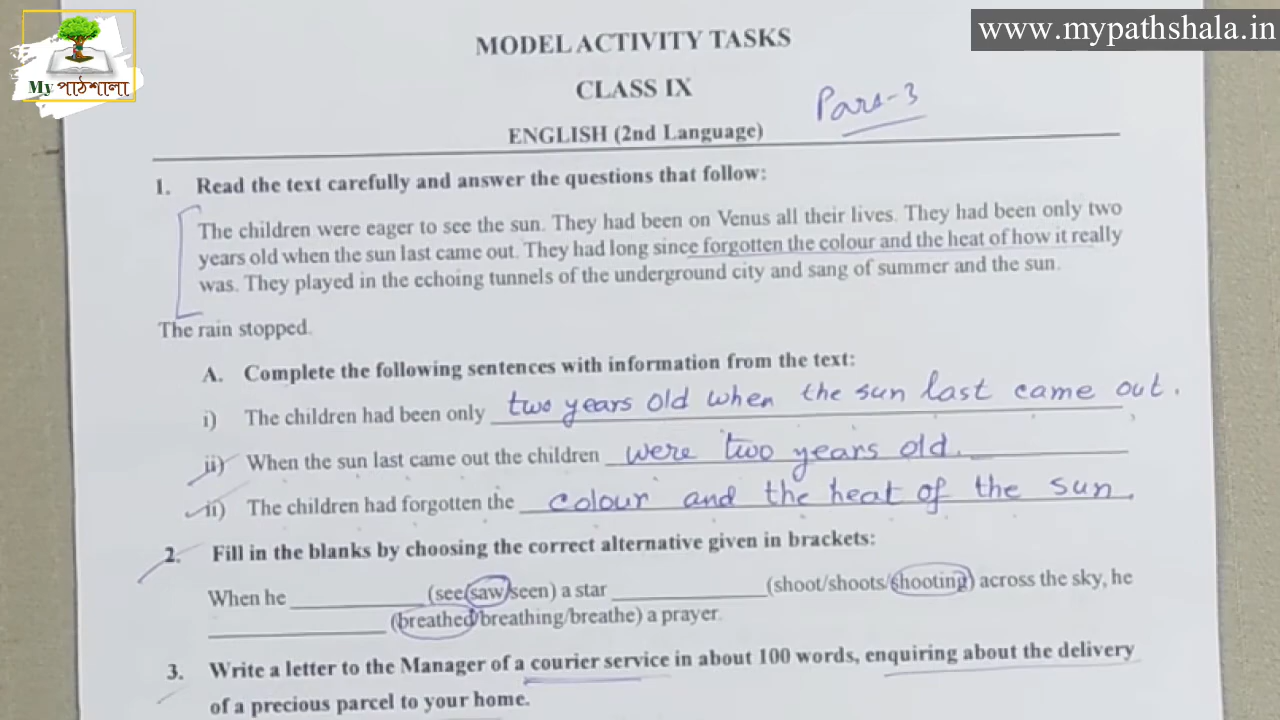 www.mypathshala.in
My পাঠশালা
MODEL ACTIVITY TASKS
CLASS IX
ENGLISH (2nd Language)
Part-3
1. Read the text carefully and answer the questions that follow:
The children were eager to see the sun. They had been on Venus all their lives. They had been only two
years old when the sun last came out. They had long since forgotten the colour and the heat of how it really
was. They played in the echoing tunnels of the underground city and sang of summer and the sun.
The rain stopped.
A. Complete the following sentences with information from the text:
i) The children had been only two years old when the sun last came out.
ii) When the sun last came out the children were two years old.
ii) The children had forgotten the colour and the heat of the sun.
2. Fill in the blanks by choosing the correct alternative given in brackets:
When he ____________ (see/saw/seen) a star ____________ (shoot/shoots/shooting) across the sky, he
____________ (breathed/breathing/breathe) a prayer.
3. Write a letter to the Manager of a courier service in about 100 words, enquiring about the delivery
of a precious parcel to your home.